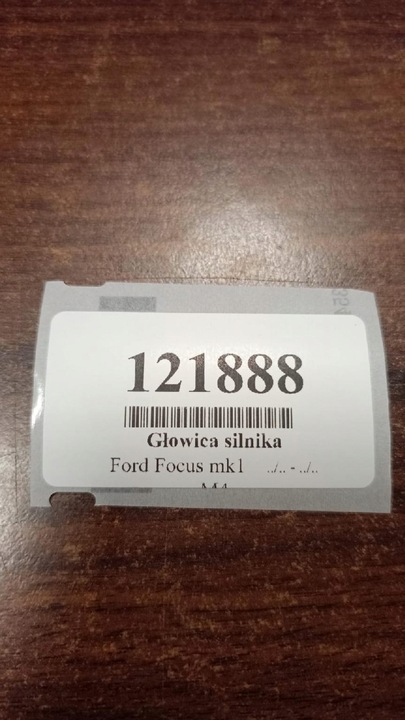 121888
Głowica silnika
Ford Focus mk1 ../.. - ../..